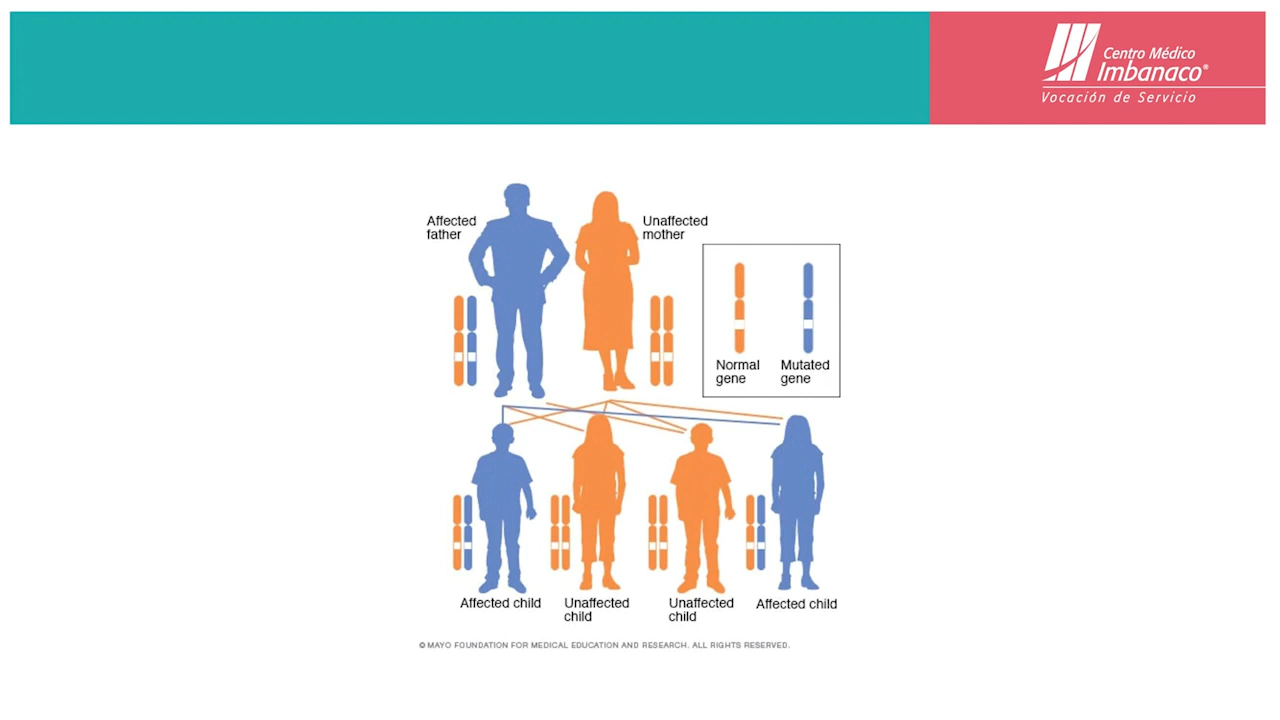 Centro Médico
Imbanaco®
Vocación de Servicio
Affected
father
Unaffected
mother
Normal
gene
Mutated
gene
Affected child
Unaffected
child
Unaffected
child
Affected child
© MAYO FOUNDATION FOR MEDICAL EDUCATION AND RESEARCH. ALL RIGHTS RESERVED.